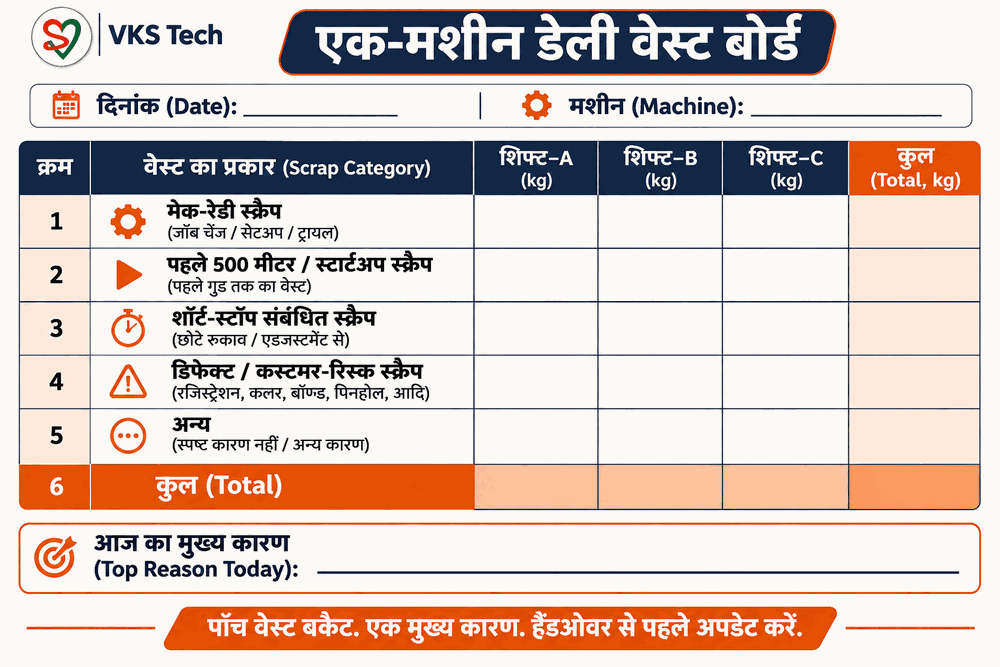 VKS Tech
एक-मशीन डेली वेस्ट बोर्ड
दिनांक (Date): ____________ | मशीन (Machine): ____________
क्रम वेस्ट का प्रकार (Scrap Category) शिफ्ट–A (kg) शिफ्ट–B (kg) शिफ्ट–C (kg) कुल (Total, kg)
1 मेक-रेडी स्क्रैप
(जॉब चेंज / सेटअप / ट्रायल)
2 पहले 500 मीटर / स्टार्टअप स्क्रैप
(पहले गुड तक का वेस्ट)
3 शॉर्ट-स्टॉप संबंधित स्क्रैप
(छोटे रुकाव / एडजस्टमेंट से)
4 डिफेक्ट / कस्टमर-रिस्क स्क्रैप
(रजिस्ट्रेशन, कलर, बॉण्ड, पिनहोल, आदि)
5 अन्य
(स्पष्ट कारण नहीं / अन्य कारण)
6 कुल (Total)
आज का मुख्य कारण
(Top Reason Today): ____________
पाँच वेस्ट बकैट. एक मुख्य कारण. हैंडओवर से पहले अपडेट करें.